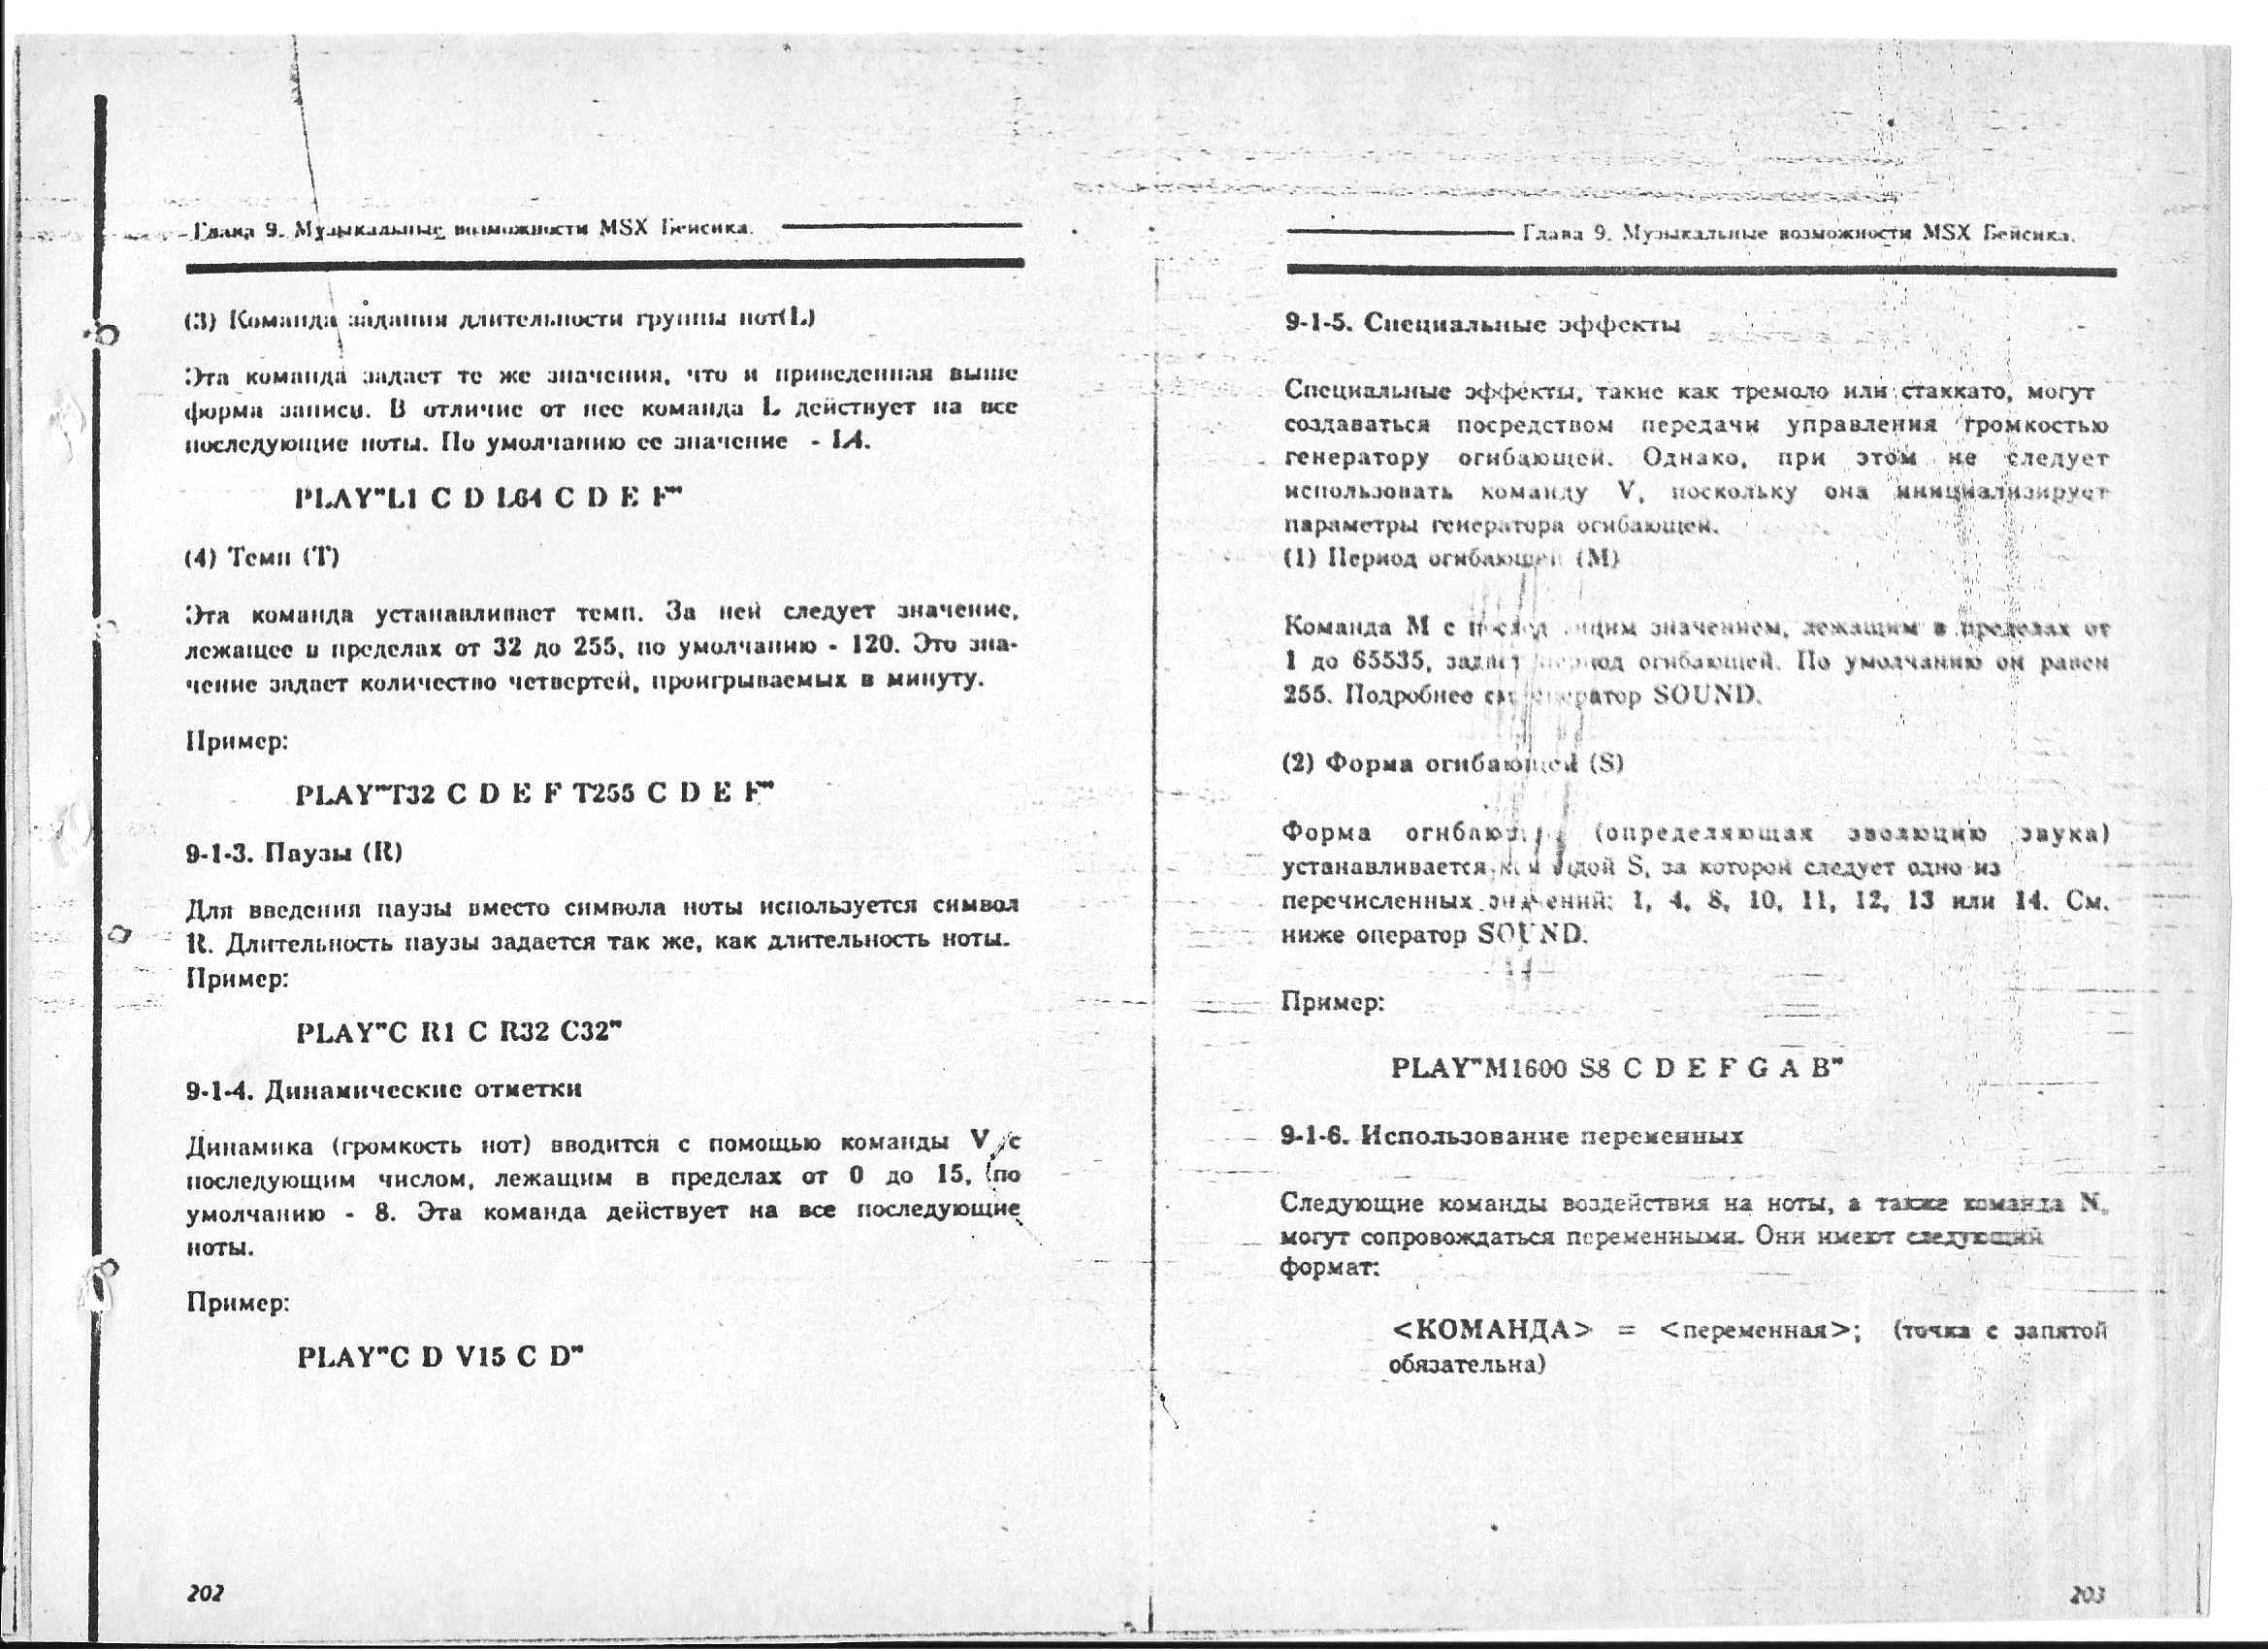 Глава 9. Музыкальные возможности MSX Бейсика.
(3) Команда задания длительности группы нот(L)
Эта команда задает те же значения, что и приведенная выше
форма записи. В отличие от нее команда L действует на все
последующие ноты. По умолчанию ее значение - L4.
PLAY"L1 C D L64 C D E F"
(4) Темп (T)
Эта команда устанавливает темп. За ней следует значение,
лежащее в пределах от 32 до 255, по умолчанию - 120. Это зна-
чение задает количество четвертей, проигрываемых в минуту.
Пример:
PLAY"T32 C D E F T255 C D E F"
9-1-3. Паузы (R)
Для введения паузы вместо символа ноты используется символ
R. Длительность паузы задается так же, как длительность ноты.
Пример:
PLAY"C R1 C R32 C32"
9-1-4. Динамические отметки
Динамика (громкость нот) вводится с помощью команды V с
последующим числом, лежащим в пределах от 0 до 15, (по
умолчанию - 8. Эта команда действует на все последующие
ноты.
Пример:
PLAY"C D V15 C D"
202
Глава 9. Музыкальные возможности MSX Бейсика.
9-1-5. Специальные эффекты
Специальные эффекты, такие как тремоло или стаккато, могут
создаваться посредством передачи управления громкостью
генератору огибающей. Однако, при этом не следует
использовать команду V, поскольку она инициализирует
параметры генератора огибающей.
(1) Период огибающей (M)
Команда M с последующим значением, лежащим в пределах от
1 до 65535, задает период огибающей. По умолчанию он равен
255. Подробнее см. оператор SOUND.
(2) Форма огибающей (S)
Форма огибающей (определяющая эволюцию звука)
устанавливается командой S, за которой следует одно из
перечисленных значений: 1, 4, 8, 10, 11, 12, 13 или 14. См.
ниже оператор SOUND.
Пример:
PLAY"M1600 S8 C D E F G A B"
9-1-6. Использование переменных
Следующие команды воздействия на ноты, а также команда N,
могут сопровождаться переменными. Они имеют следующий
формат:
<КОМАНДА> = <переменная>; (точка с запятой
обязательна)
203